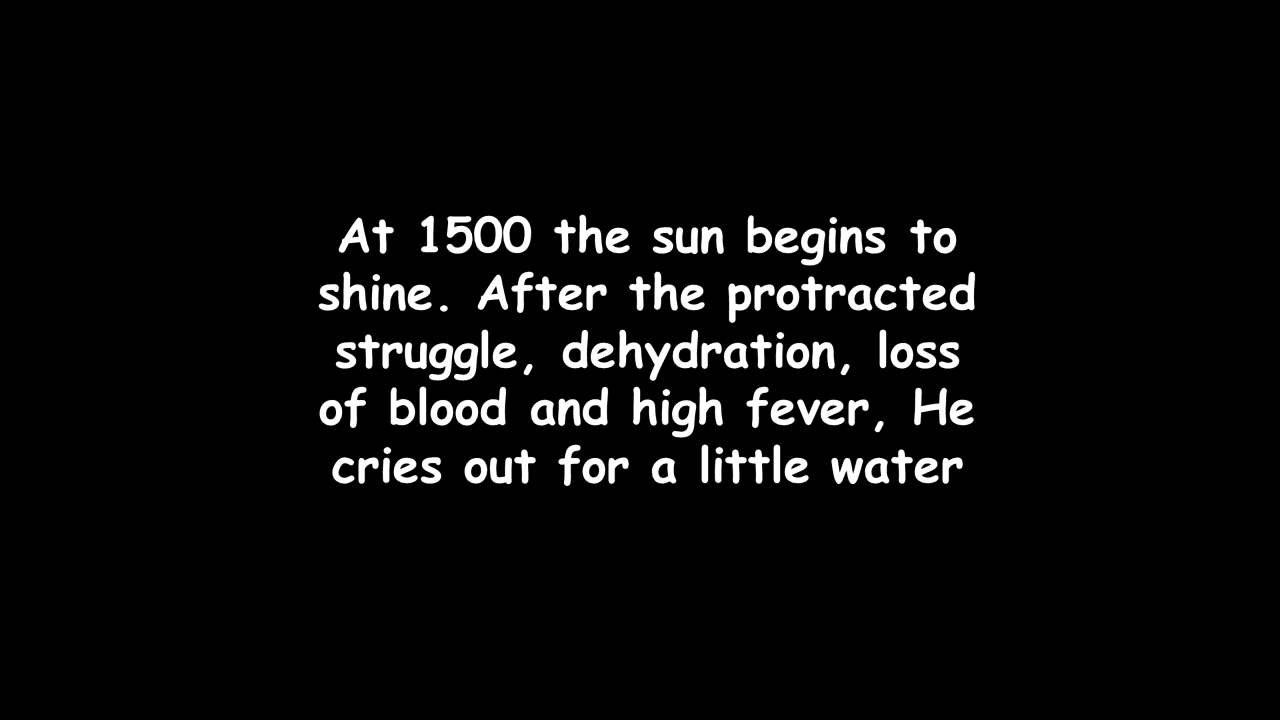 At 1500 the sun begins to
shine. After the protracted
struggle, dehydration, loss
of blood and high fever, He
cries out for a little water